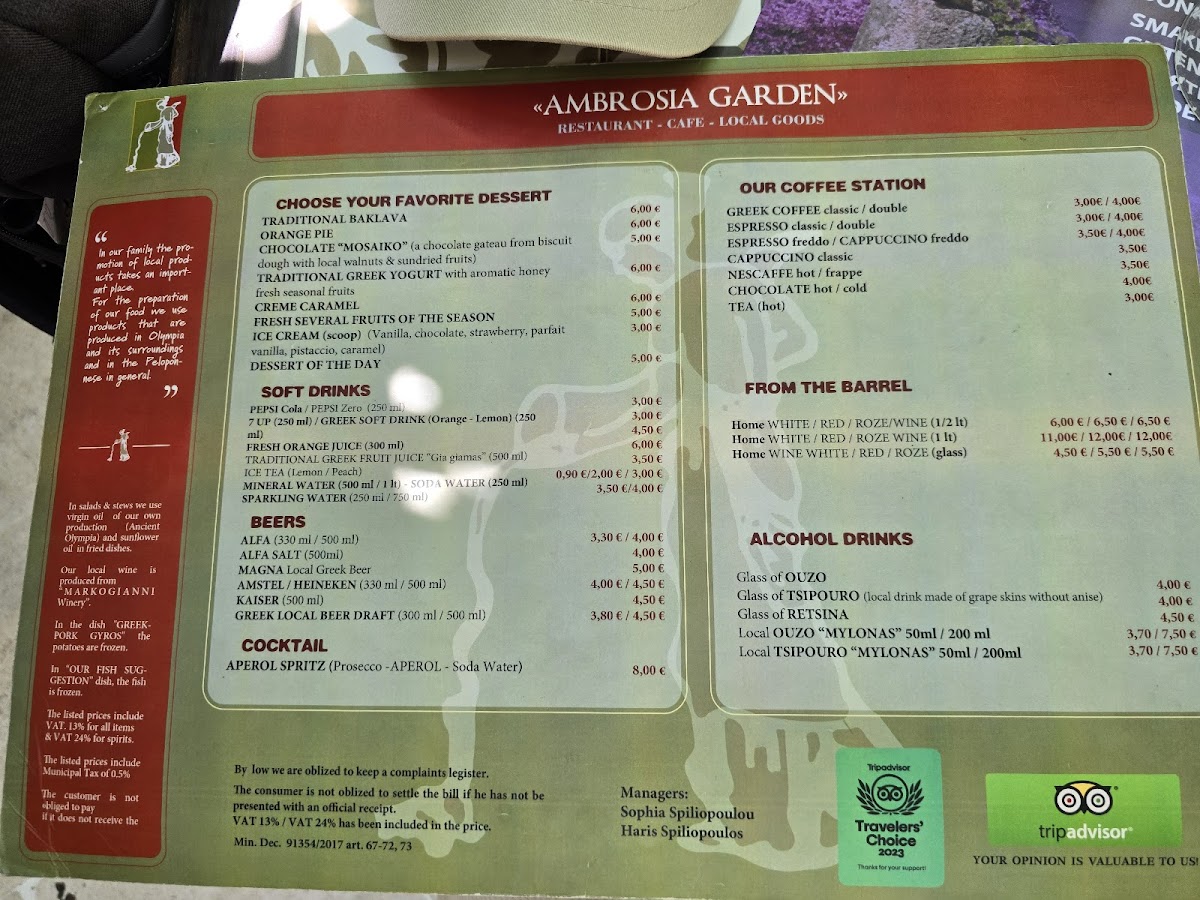 «AMBROSIA GARDEN»
RESTAURANT - CAFE - LOCAL GOODS
“
In our family the pro-
motion of local prod-
ucts takes an import-
ant place.
For the preparation
of our food we use
products that are
produced in Olympia
and its surroundings
and in the Pelopon-
nese in general.
”
In salads & stews we use
virgin oil of our own
production (Ancient
Olympia) and sunflower
oil in fried dishes.
Our local wine is
produced from
"MARKOGIANNI
Winery".
In the dish "GREEK-
PORK GYROS" the
potatoes are frozen.
In "OUR FISH SUG-
GESTION" dish, the fish
is frozen.
The listed prices include
VAT. 13% for all items
& VAT 24% for spirits.
The listed prices include
Municipal Tax of 0.5%
The customer is not
obliged to pay
if it does not receive the
CHOOSE YOUR FAVORITE DESSERT
TRADITIONAL BAKLAVA 6,00 €
ORANGE PIE 6,00 €
CHOCOLATE "MOSAIKO" (a chocolate gateau from biscuit 5,00 €
dough with local walnuts & sundried fruits)
TRADITIONAL GREEK YOGURT with aromatic honey 6,00 €
fresh seasonal fruits
CREME CARAMEL 6,00 €
FRESH SEVERAL FRUITS OF THE SEASON 5,00 €
ICE CREAM (scoop) (Vanilla, chocolate, strawberry, parfait 3,00 €
vanilla, pistaccio, caramel)
DESSERT OF THE DAY 5,00 €
SOFT DRINKS
PEPSI Cola / PEPSI Zero (250 ml) 3,00 €
7 UP (250 ml) / GREEK SOFT DRINK (Orange - Lemon) (250 3,00 €
ml) 4,50 €
FRESH ORANGE JUICE (300 ml) 6,00 €
TRADITIONAL GREEK FRUIT JUICE "Gia giamas" (500 ml) 3,50 €
ICE TEA (Lemon / Peach) 0,90 €/2,00 € / 3,00 €
MINERAL WATER (500 ml / 1 lt) - SODA WATER (250 ml) 3,50 €/4,00 €
SPARKLING WATER (250 ml / 750 ml)
BEERS
ALFA (330 ml / 500 ml) 3,30 € / 4,00 €
ALFA SALT (500ml) 4,00 €
MAGNA Local Greek Beer 5,00 €
AMSTEL / HEINEKEN (330 ml / 500 ml) 4,00 € / 4,50 €
KAISER (500 ml) 4,50 €
GREEK LOCAL BEER DRAFT (300 ml / 500 ml) 3,80 € / 4,50 €
COCKTAIL
APEROL SPRITZ (Prosecco -APEROL - Soda Water) 8,00 €
OUR COFFEE STATION
GREEK COFFEE classic / double 3,00€ / 4,00€
ESPRESSO classic / double 3,00€ / 4,00€
ESPRESSO freddo / CAPPUCCINO freddo 3,50€ / 4,00€
CAPPUCCINO classic 3,50€
NESCAFFE hot / frappe 3,50€
CHOCOLATE hot / cold 4,00€
TEA (hot) 3,00€
FROM THE BARREL
Home WHITE / RED / ROZE/WINE (1/2 lt) 6,00 € / 6,50 € / 6,50 €
Home WHITE / RED / ROZE WINE (1 lt) 11,00€ / 12,00€ / 12,00€
Home WINE WHITE / RED / ROZE (glass) 4,50 € / 5,50 € / 5,50 €
ALCOHOL DRINKS
Glass of OUZO 4,00 €
Glass of TSIPOURO (local drink made of grape skins without anise) 4,00 €
Glass of RETSINA 4,50 €
Local OUZO "MYLONAS" 50ml / 200 ml 3,70 / 7,50 €
Local TSIPOURO "MYLONAS" 50ml / 200ml 3,70 / 7,50 €
By low we are oblized to keep a complaints legister.
The consumer is not oblized to settle the bill if he has not be
presented with an official receipt.
VAT 13% / VAT 24% has been included in the price.
Min. Dec. 91354/2017 art. 67-72, 73
Managers:
Sophia Spiliopoulou
Haris Spiliopoulos
Tripadvisor
Travelers'
Choice
2023
Thanks for your support!
tripadvisor®
YOUR OPINION IS VALUABLE TO US!